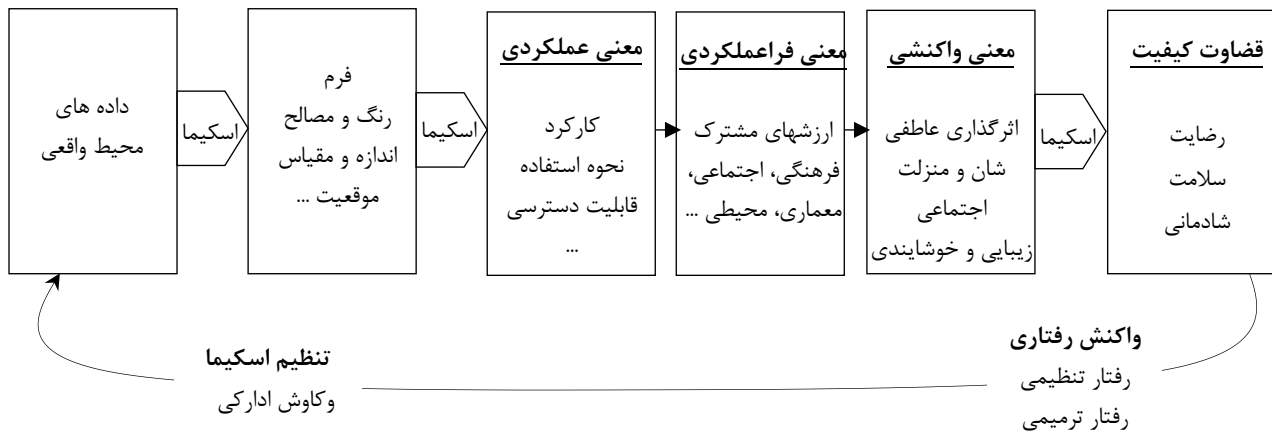 داده های
محیط واقعی
اسکیما
فرم
رنگ و مصالح
اندازه و مقیاس
موقعیت ...
اسکیما
معنی عملکردی
کارکرد
نحوه استفاده
قابلیت دسترسی
...
معنی فراعملکردی
ارزشهای مشترک
فرهنگی، اجتماعی،
معماری، محیطی ...
معنی واکنشی
اثرگذاری عاطفی
شان و منزلت
اجتماعی
زیبایی و خوشایندی
اسکیما
قضاوت کیفیت
رضایت
سلامت
شادمانی
واکنش رفتاری
رفتار تنظیمی
رفتار ترمیمی
تنظیم اسکیما
وکاوش ادارکی